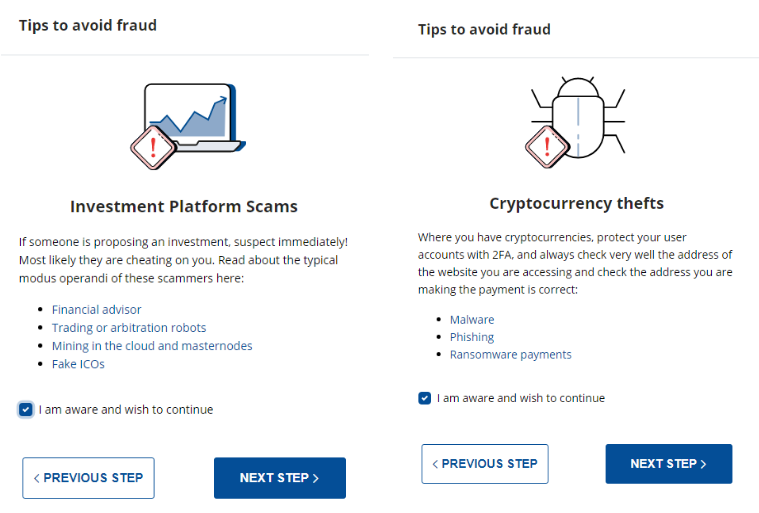 Tips to avoid fraud
Investment Platform Scams
If someone is proposing an investment, suspect immediately!
Most likely they are cheating on you. Read about the typical
modus operandi of these scammers here:
Financial advisor
Trading or arbitration robots
Mining in the cloud and masternodes
Fake ICOs
I am aware and wish to continue
PREVIOUS STEP
NEXT STEP
Tips to avoid fraud
Cryptocurrency thefts
Where you have cryptocurrencies, protect your user
accounts with 2FA, and always check very well the address of
the website you are accessing and check the address you are
making the payment is correct:
Malware
Phishing
Ransomware payments
I am aware and wish to continue
PREVIOUS STEP
NEXT STEP